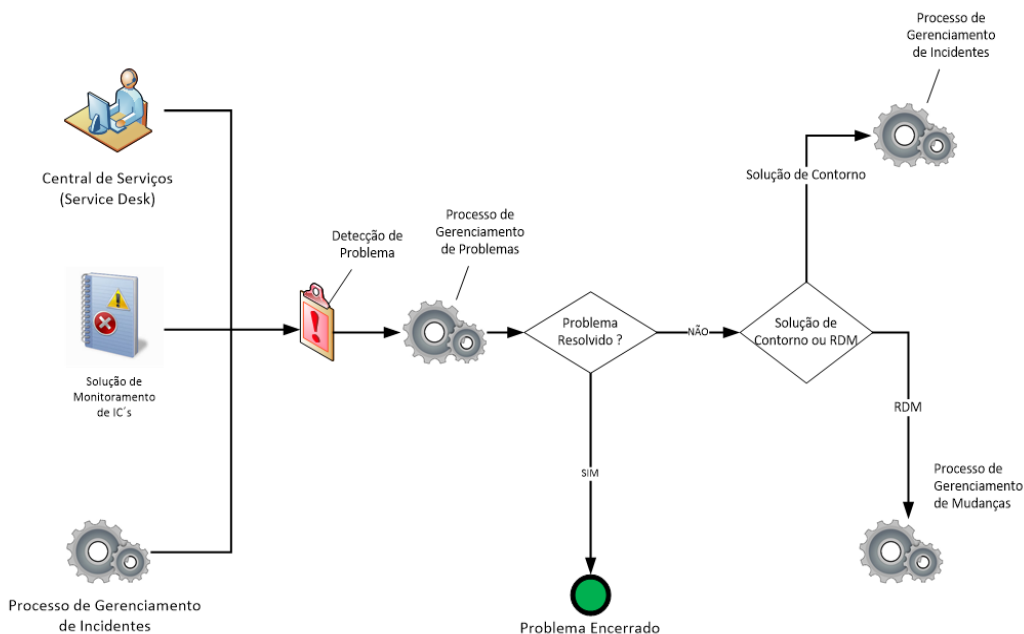 Processo de
Gerenciamento
de Incidentes
Central de Serviços
(Service Desk)
Solução de Contorno
Processo de
Gerenciamento
de Problemas
Detecção de
Problema
Problema
Resolvido ?
NÃO
Solução de
Contorno ou RDM
Solução de
Monitoramento
de IC´s
RDM
SIM
Processo de
Gerenciamento
de Mudanças
Processo de Gerenciamento
de Incidentes
Problema Encerrado